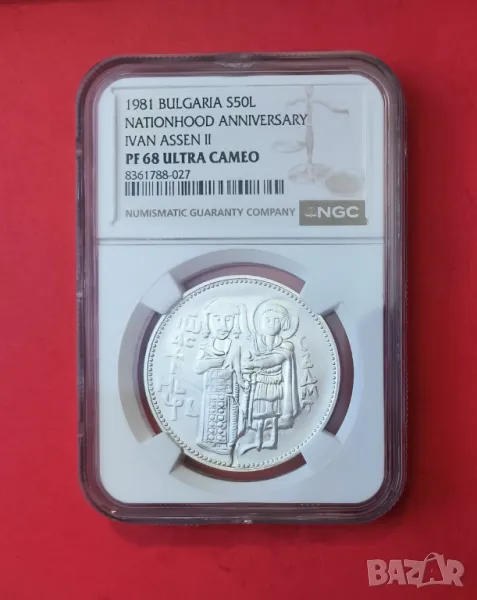 1981 BULGARIA S50L
NATIONHOOD ANNIVERSARY
IVAN ASSEN II
PF 68 ULTRA CAMEO
8361788-027
NUMISMATIC GUARANTY COMPANY NGC
BAZAR